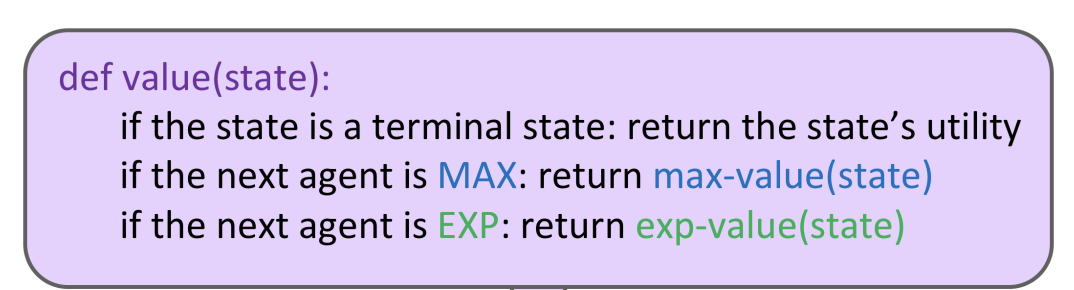 def value(state):
if the state is a terminal state: return the state’s utility
if the next agent is MAX: return max-value(state)
if the next agent is EXP: return exp-value(state)